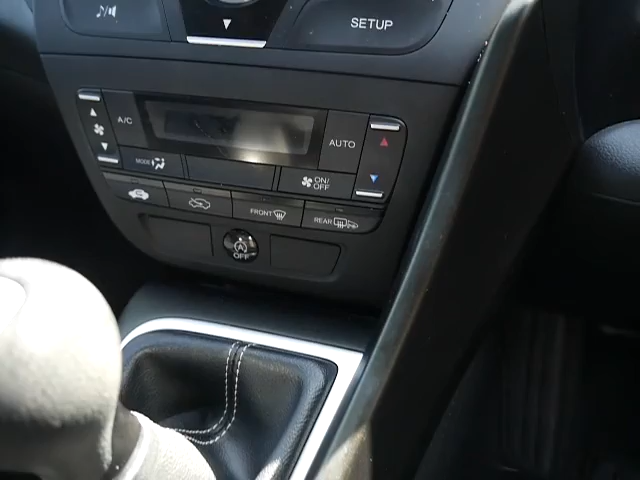 SETUP
A/C
AUTO
MODE
ON/
OFF
FRONT
REAR
A
OFF